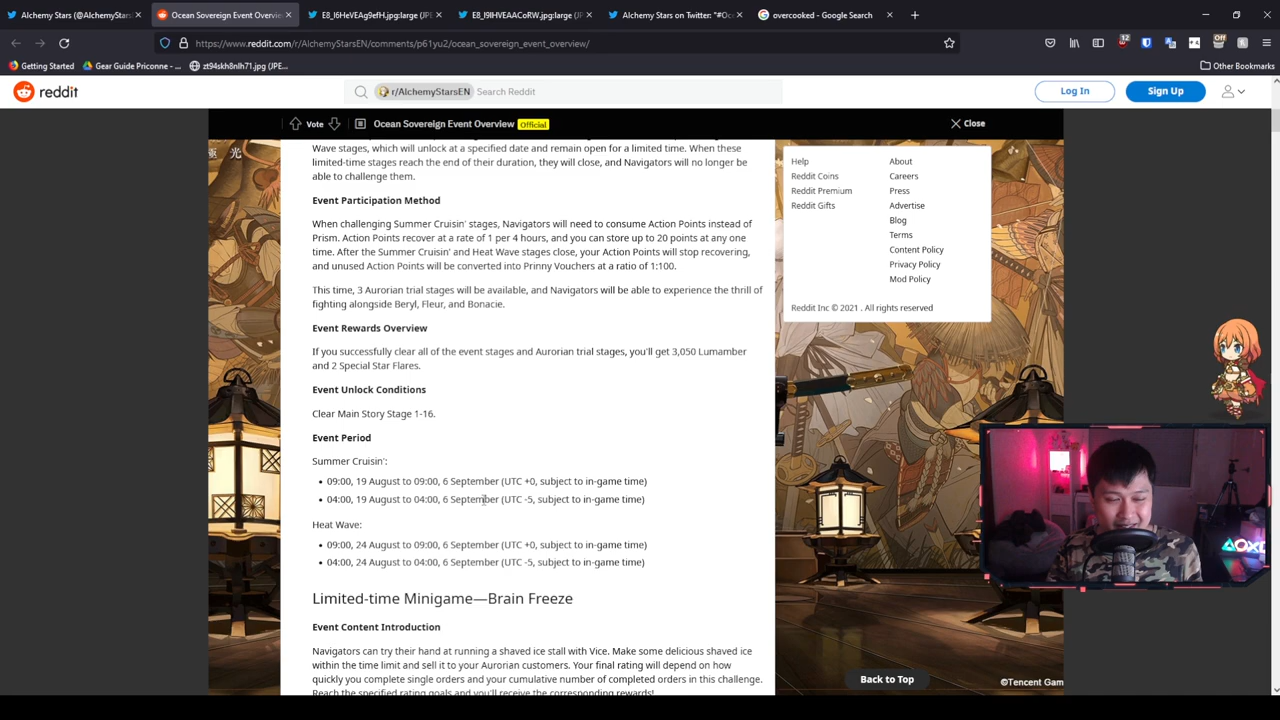 Alchemy Stars (@AlchemyStars
Ocean Sovereign Event Overvie
E8_I6HeVEAg9efH.jpg:large (JPE
E8_I9IHVEAACoRW.jpg:large (JPE
Alchemy Stars on Twitter: "#Oc
overcooked - Google Search
https://www.reddit.com/r/AlchemyStarsEN/comments/p61yu2/ocean_sovereign_event_overview/
12
Off
Getting Started
Gear Guide Priconne - ...
zt94skh8nlh71.jpg (JPE...
Other Bookmarks
reddit
r/AlchemyStarsEN
Search Reddit
Log In
Sign Up
Vote
Ocean Sovereign Event Overview
Official
Close
極光
Wave stages, which will unlock at a specified date and remain open for a limited time. When these
limited-time stages reach the end of their duration, they will close, and Navigators will no longer be
able to challenge them.
Event Participation Method
When challenging Summer Cruisin' stages, Navigators will need to consume Action Points instead of
Prism. Action Points recover at a rate of 1 per 4 hours, and you can store up to 20 points at any one
time. After the Summer Cruisin' and Heat Wave stages close, your Action Points will stop recovering,
and unused Action Points will be converted into Prinny Vouchers at a ratio of 1:100.
This time, 3 Aurorian trial stages will be available, and Navigators will be able to experience the thrill of
fighting alongside Beryl, Fleur, and Bonacie.
Event Rewards Overview
If you successfully clear all of the event stages and Aurorian trial stages, you'll get 3,050 Lumamber
and 2 Special Star Flares.
Event Unlock Conditions
Clear Main Story Stage 1-16.
Event Period
Summer Cruisin':
• 09:00, 19 August to 09:00, 6 September (UTC +0, subject to in-game time)
• 04:00, 19 August to 04:00, 6 September (UTC -5, subject to in-game time)
Heat Wave:
• 09:00, 24 August to 09:00, 6 September (UTC +0, subject to in-game time)
• 04:00, 24 August to 04:00, 6 September (UTC -5, subject to in-game time)
Limited-time Minigame—Brain Freeze
Event Content Introduction
Navigators can try their hand at running a shaved ice stall with Vice. Make some delicious shaved ice
within the time limit and sell it to your Aurorian customers. Your final rating will depend on how
quickly you complete single orders and your cumulative number of completed orders in this challenge.
Reach the specified rating goals and you'll receive the corresponding rewards!
Help
About
Reddit Coins
Careers
Reddit Premium
Press
Reddit Gifts
Advertise
Blog
Terms
Content Policy
Privacy Policy
Mod Policy
Reddit Inc © 2021 . All rights reserved
Back to Top
©Tencent Gam